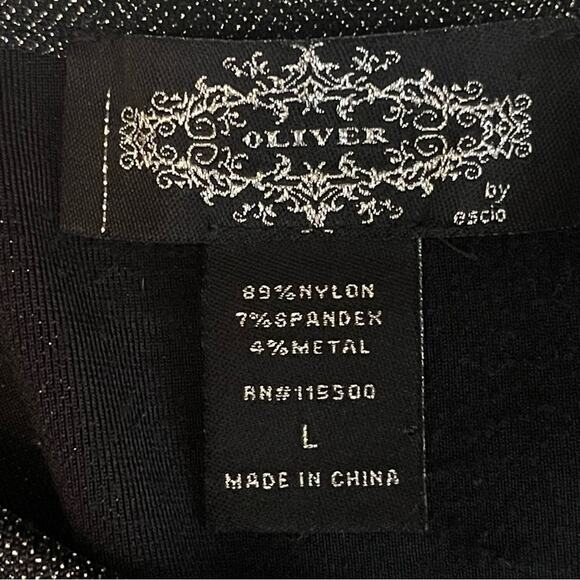 OLIVER
by
escio
89%NYLON
7%SPANDEX
4%METAL
RN#115300
L
MADE IN CHINA